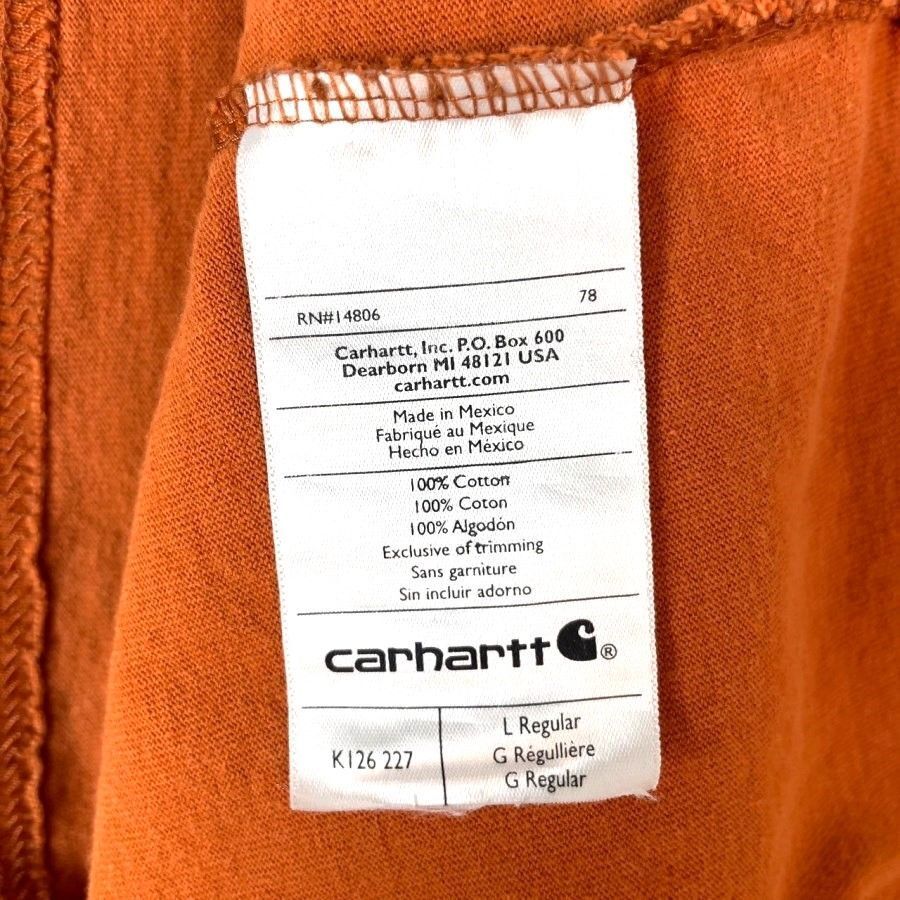 RN#14806 78
Carhartt, Inc. P.O. Box 600
Dearborn MI 48121 USA
carhartt.com
Made in Mexico
Fabriqué au Mexique
Hecho en México
100% Cotton
100% Coton
100% Algodón
Exclusive of trimming
Sans garniture
Sin incluir adorno
carhartt®
K126 227
L Regular
G Régullière
G Regular